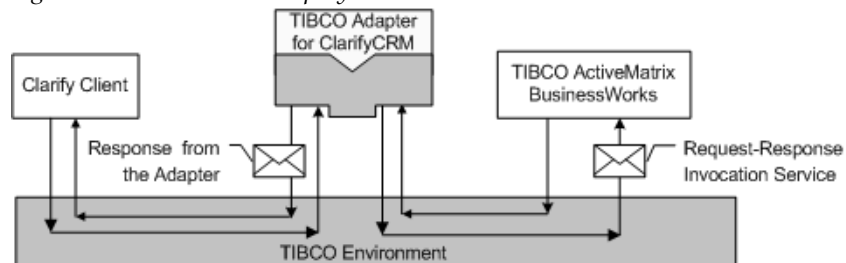 TIBCO Adapter
for ClarifyCRM
Clarify Client
TIBCO ActiveMatrix
BusinessWorks
Response from
the Adapter
Request-Response
Invocation Service
TIBCO Environment